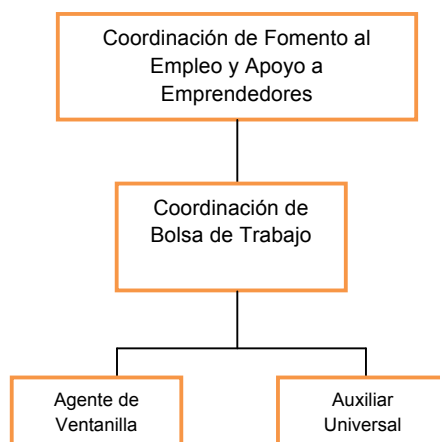 Coordinación de Fomento al
Empleo y Apoyo a
Emprendedores
Coordinación de
Bolsa de Trabajo
Agente de
Ventanilla
Auxiliar
Universal